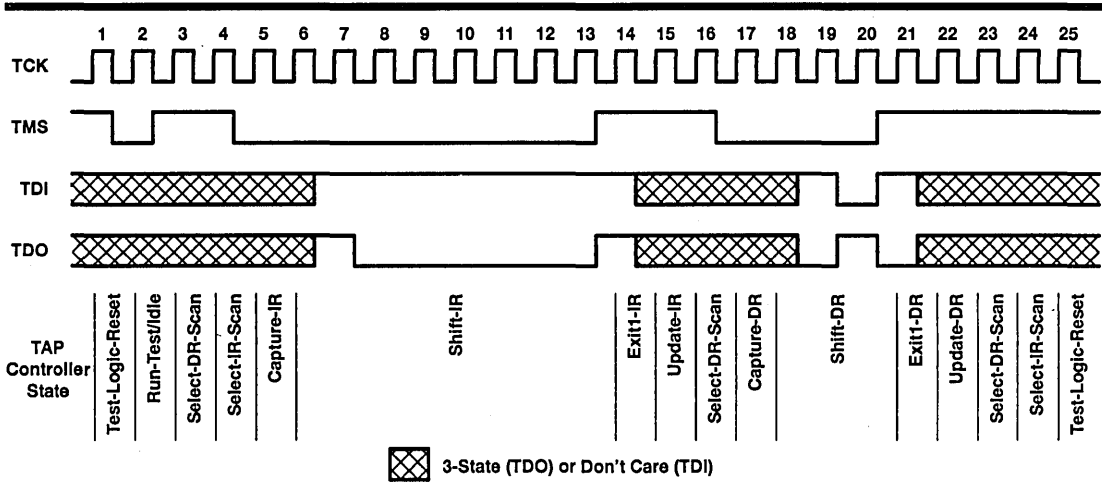 1 2 3 4 5 6 7 8 9 10 11 12 13 14 15 16 17 18 19 20 21 22 23 24 25
TCK
TMS
TDI
TDO
TAP
Controller
State
Test-Logic-Reset
Run-Test/Idle
Select-DR-Scan
Select-IR-Scan
Capture-IR
Shift-IR
Exit1-IR
Update-IR
Select-DR-Scan
Capture-DR
Shift-DR
Exit1-DR
Update-DR
Select-DR-Scan
Select-IR-Scan
Test-Logic-Reset
3-State (TDO) or Don't Care (TDI)